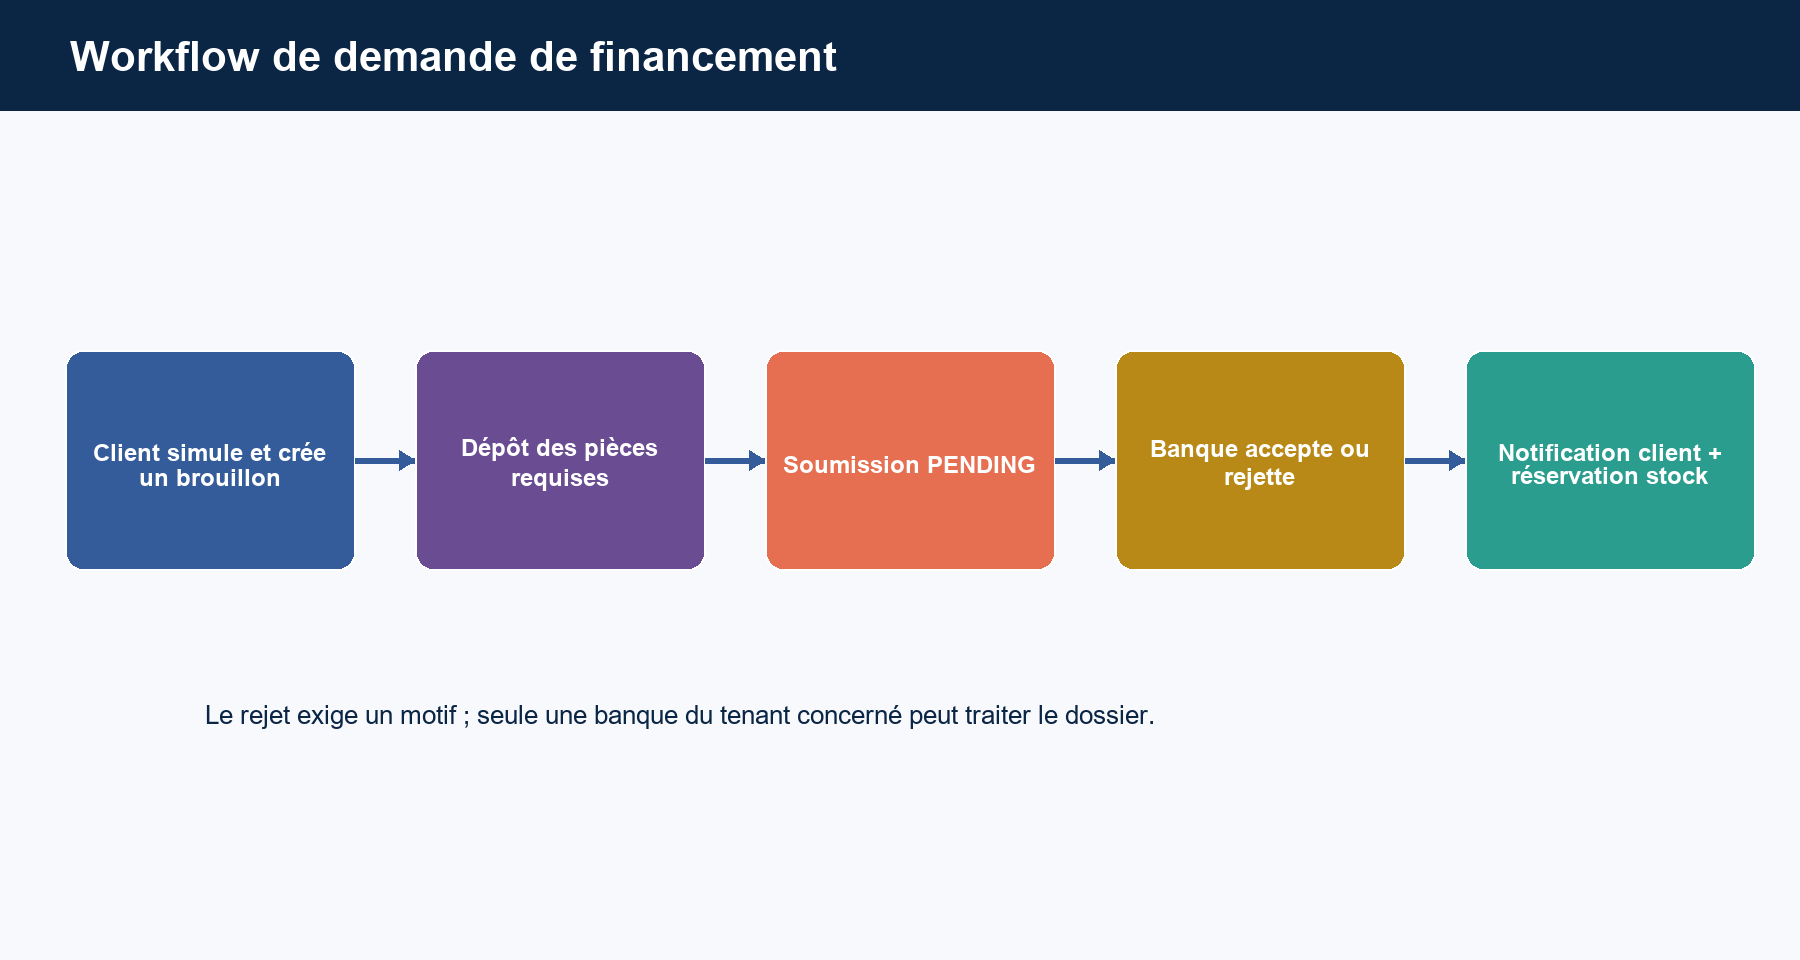 Workflow de demande de financement
Client simule et crée
un brouillon
Dépôt des pièces
requises
Soumission PENDING
Banque accepte ou
rejette
Notification client +
réservation stock
Le rejet exige un motif ; seule une banque du tenant concerné peut traiter le dossier.